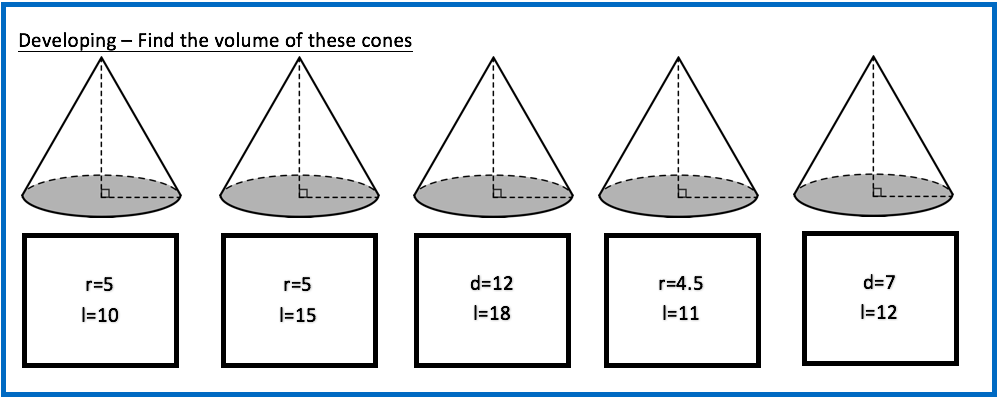 Developing – Find the volume of these cones
r=5
l=10
r=5
l=15
d=12
l=18
r=4.5
l=11
d=7
l=12